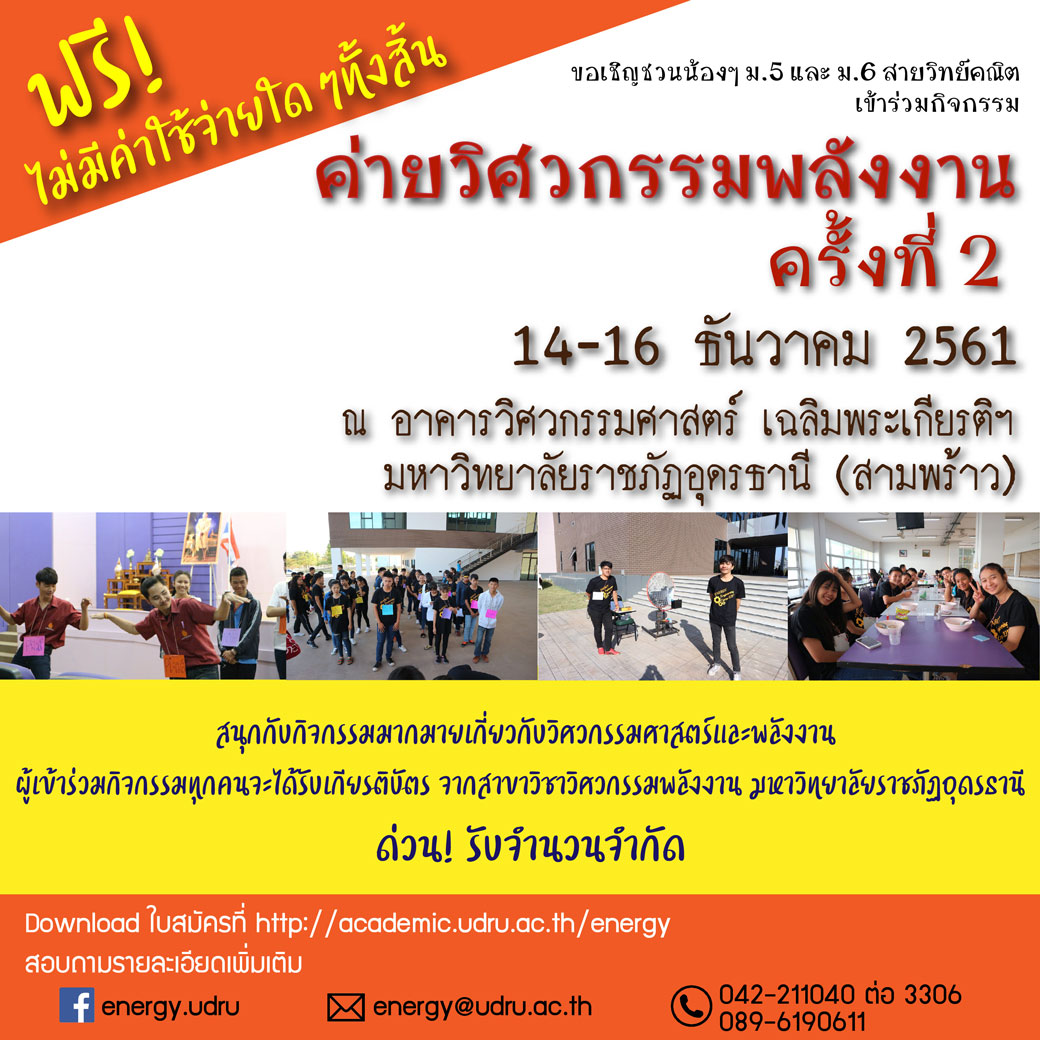 ฟรี!
ไม่มีค่าใช้จ่ายใด ๆทั้งสิ้น
ขอเชิญชวนน้องๆ ม.5 และ ม.6 สายวิทย์คณิต
เข้าร่วมกิจกรรม
ค่ายวิศวกรรมพลังงาน
ครั้งที่ 2
14-16 ธันวาคม 2561
ณ อาคารวิศวกรรมศาสตร์ เฉลิมพระเกียรติฯ
มหาวิทยาลัยราชภัฏอุดรธานี (สามพร้าว)
สนุกกับกิจกรรมมากมายเกี่ยวกับวิศวกรรมศาสตร์และพลังงาน
ผู้เข้าร่วมกิจกรรมทุกคนจะได้รับเกียรติบัตร จากสาขาวิชาวิศวกรรมพลังงาน มหาวิทยาลัยราชภัฏอุดรธานี
ด่วน! รับจำนวนจำกัด
Download ใบสมัครที่ http://academic.udru.ac.th/energy
สอบถามรายละเอียดเพิ่มเติม
energy.udru
energy@udru.ac.th
042-211040 ต่อ 3306
089-6190611